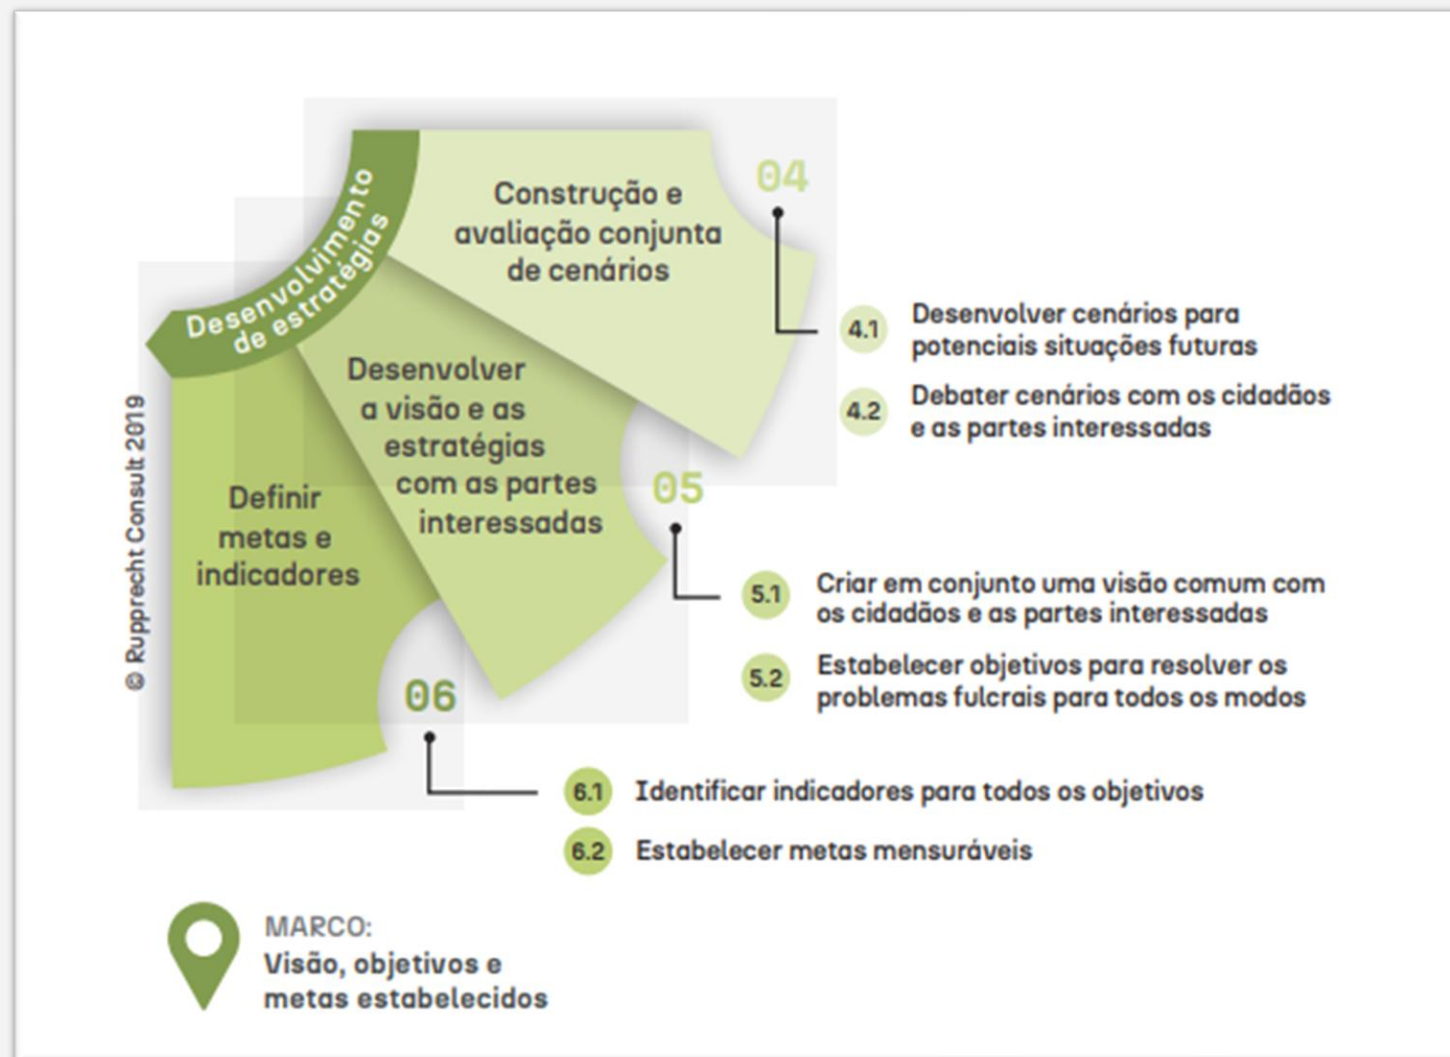 Desenvolvimento
de estratégias
Construção e
avaliação conjunta
de cenários
04
4.1
Desenvolver cenários para
potenciais situações futuras
4.2
Debater cenários com os cidadãos
e as partes interessadas
Desenvolver
a visão e as
estratégias
com as partes
interessadas
05
5.1
Criar em conjunto uma visão comum com
os cidadãos e as partes interessadas
5.2
Estabelecer objetivos para resolver os
problemas fulcrais para todos os modos
Definir
metas e
indicadores
06
6.1
Identificar indicadores para todos os objetivos
6.2
Estabelecer metas mensuráveis
© Rupprecht Consult 2019
MARCO:
Visão, objetivos e
metas estabelecidos